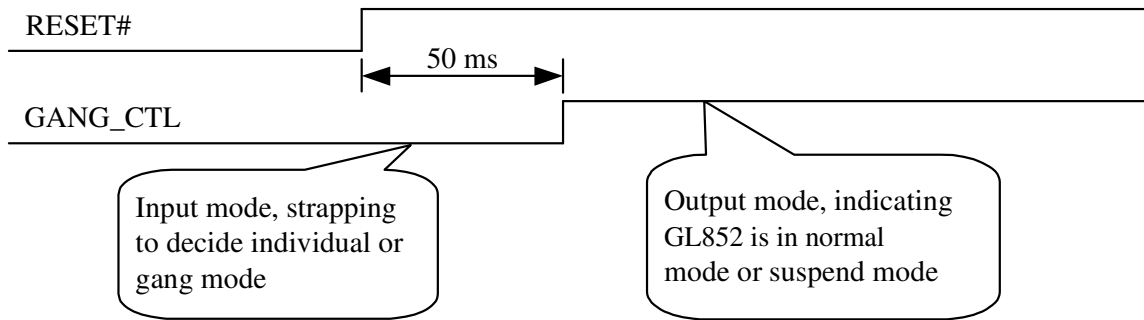 RESET#
50 ms
GANG_CTL
Input mode, strapping
to decide individual or
gang mode
Output mode, indicating
GL852 is in normal
mode or suspend mode